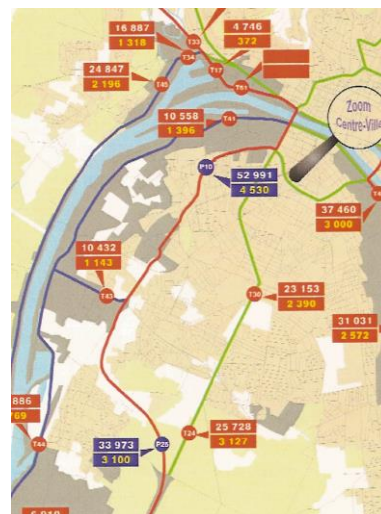 4 746
372
16 887
1 318
T33
T34
T17
T51
24 847
2 196
T45
10 558
1 396
T41
Zoom
Centre-Ville
P10
52 991
4 530
37 460
3 000
10 432
1 143
T43
23 153
2 390
T30
31 031
2 572
886
769
T44
33 973
3 100
P25
25 728
3 127
T24